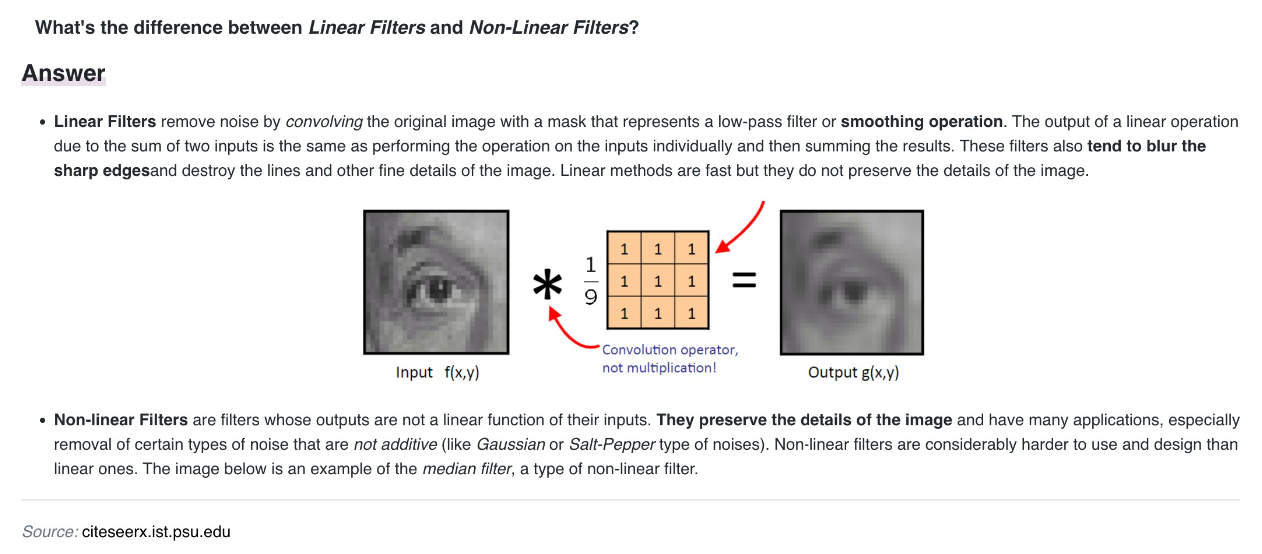 What's the difference between Linear Filters and Non-Linear Filters?
Answer
• Linear Filters remove noise by convolving the original image with a mask that represents a low-pass filter or smoothing operation. The output of a linear operation
due to the sum of two inputs is the same as performing the operation on the inputs individually and then summing the results. These filters also tend to blur the
sharp edgesand destroy the lines and other fine details of the image. Linear methods are fast but they do not preserve the details of the image.
* 1/9 =
1 1 1
1 1 1
1 1 1
Convolution operator,
not multiplication!
Input f(x,y)
Output g(x,y)
• Non-linear Filters are filters whose outputs are not a linear function of their inputs. They preserve the details of the image and have many applications, especially
removal of certain types of noise that are not additive (like Gaussian or Salt-Pepper type of noises). Non-linear filters are considerably harder to use and design than
linear ones. The image below is an example of the median filter, a type of non-linear filter.
Source: citeseerx.ist.psu.edu